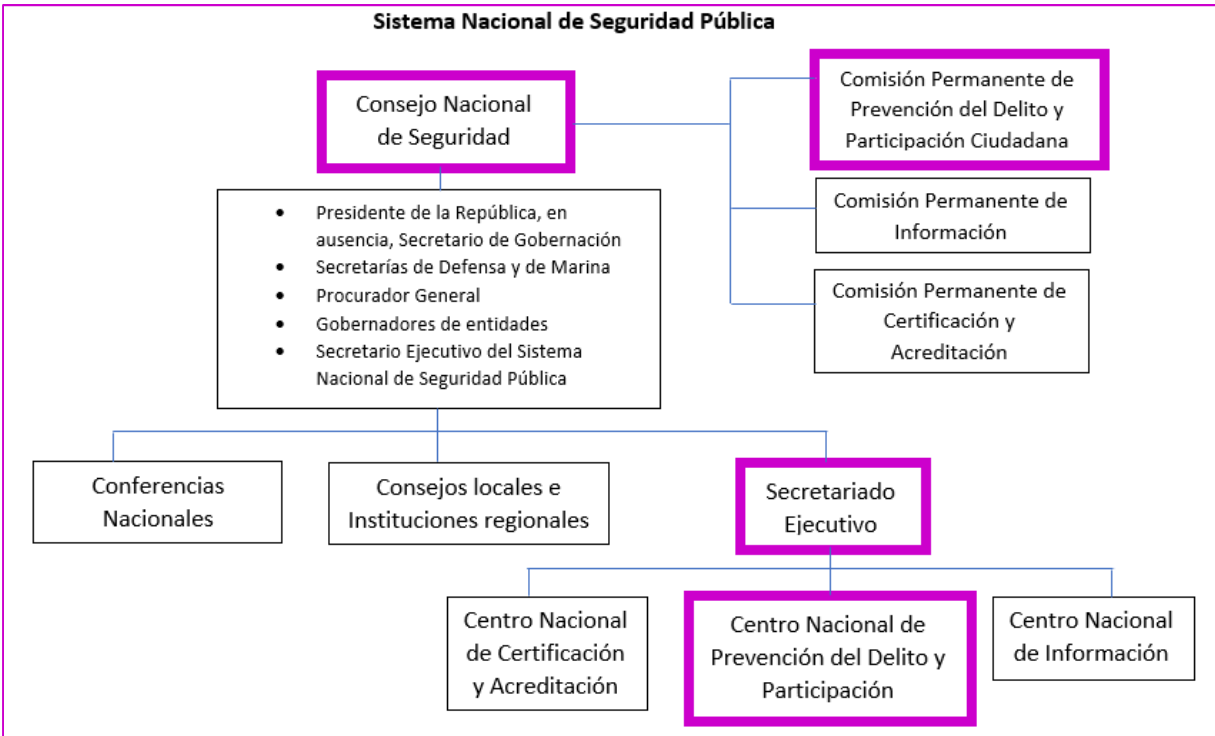 Sistema Nacional de Seguridad Pública
Consejo Nacional
de Seguridad
Comisión Permanente de
Prevención del Delito y
Participación Ciudadana
Comisión Permanente de
Información
Comisión Permanente de
Certificación y
Acreditación
• Presidente de la República, en
ausencia, Secretario de Gobernación
• Secretarías de Defensa y de Marina
• Procurador General
• Gobernadores de entidades
• Secretario Ejecutivo del Sistema
Nacional de Seguridad Pública
Conferencias
Nacionales
Consejos locales e
Instituciones regionales
Secretariado
Ejecutivo
Centro Nacional
de Certificación
y Acreditación
Centro Nacional de
Prevención del Delito y
Participación
Centro Nacional
de Información